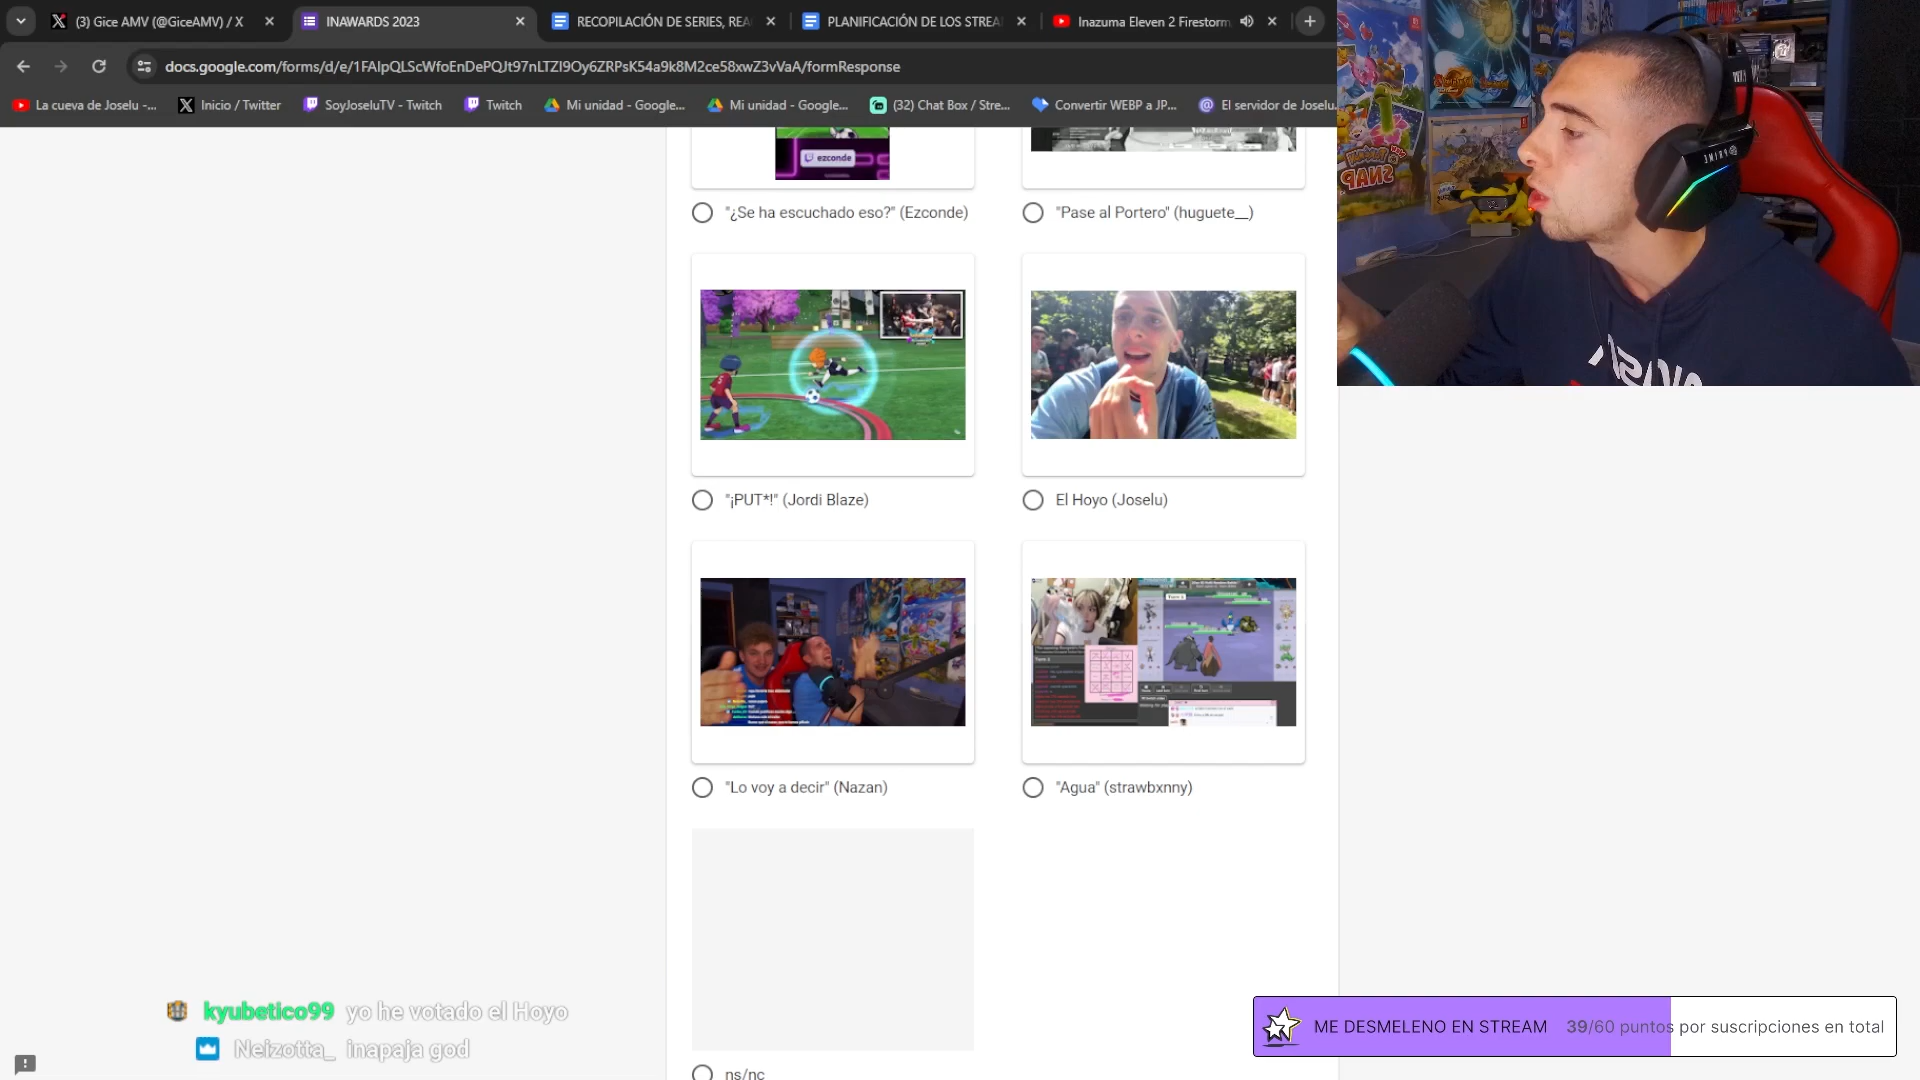 (3) Gice AMV (@GiceAMV) / X
INAWARDS 2023
RECOPILACIÓN DE SERIES, REA
PLANIFICACIÓN DE LOS STREA
Inazuma Eleven 2 Firestorm
docs.google.com/forms/d/e/1FAIpQLScWfoEnDePQJt97nLTZI9Oy6ZRPsK54a9k8M2ce58xwZ3vVaA/formResponse
La cueva de Joselu -...
Inicio / Twitter
SoyJoseluTV - Twitch
Twitch
Mi unidad - Google...
Mi unidad - Google...
(32) Chat Box / Stre...
Convertir WEBP a JP...
El servidor de Joselu
ezconde
"¿Se ha escuchado eso?" (Ezconde)
"Pase al Portero" (huguete__)
"¡PUT*!" (Jordi Blaze)
El Hoyo (Joselu)
"Lo voy a decir" (Nazan)
"Agua" (strawbxnny)
ns/nc
kyubetico99 yo he votado el Hoyo
Neizotta_ inapaja god
ME DESMELENO EN STREAM 39/60 puntos por suscripciones en total
SNAP
PRIME